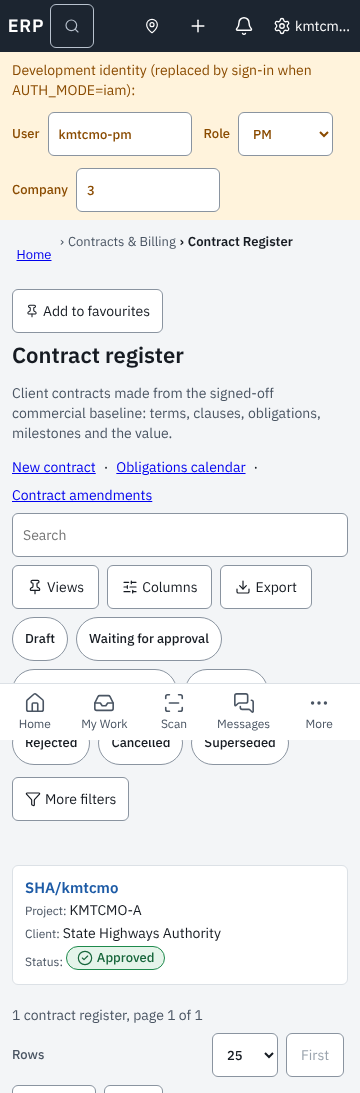 ERP kmtcm...
Development identity (replaced by sign-in when
AUTH_MODE=iam):
User kmtcmo-pm Role PM
Company 3
Home › Contracts & Billing › Contract Register
Add to favourites
Contract register
Client contracts made from the signed-off
commercial baseline: terms, clauses, obligations,
milestones and the value.
New contract · Obligations calendar ·
Contract amendments
Search
Views Columns Export
Draft Waiting for approval
Home My Work Scan Messages More
Rejected Cancelled Superseded
More filters
SHA/kmtcmo
Project: KMTCMO-A
Client: State Highways Authority
Status: Approved
1 contract register, page 1 of 1
Rows 25 First